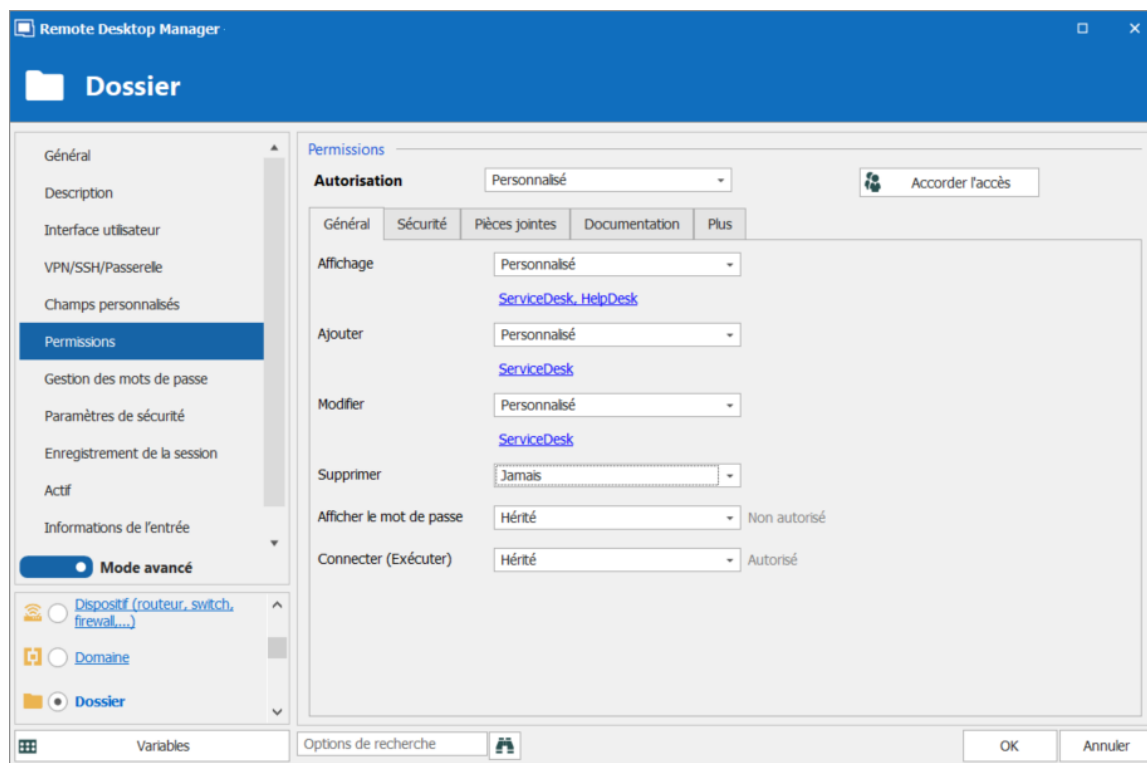 Remote Desktop Manager
Dossier
Général
Description
Interface utilisateur
VPN/SSH/Passerelle
Champs personnalisés
Permissions
Gestion des mots de passe
Paramètres de sécurité
Enregistrement de la session
Actif
Informations de l'entrée
Mode avancé
Dispositif (routeur, switch,
firewall,...)
Domaine
Dossier
Variables
Permissions
Autorisation Personnalisé Accorder l'accès
Général Sécurité Pièces jointes Documentation Plus
Affichage Personnalisé
ServiceDesk, HelpDesk
Ajouter Personnalisé
ServiceDesk
Modifier Personnalisé
ServiceDesk
Supprimer Jamais
Afficher le mot de passe Hérité Non autorisé
Connecter (Exécuter) Hérité Autorisé
Options de recherche OK Annuler